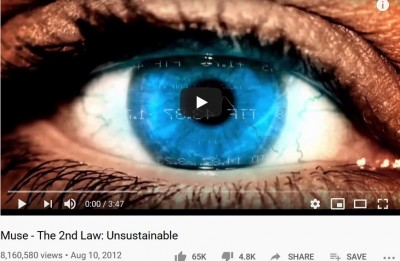 0:00 / 3:47
Muse - The 2nd Law: Unsustainable
8,160,580 views • Aug 10, 2012 65K 4.8K SHARE SAVE